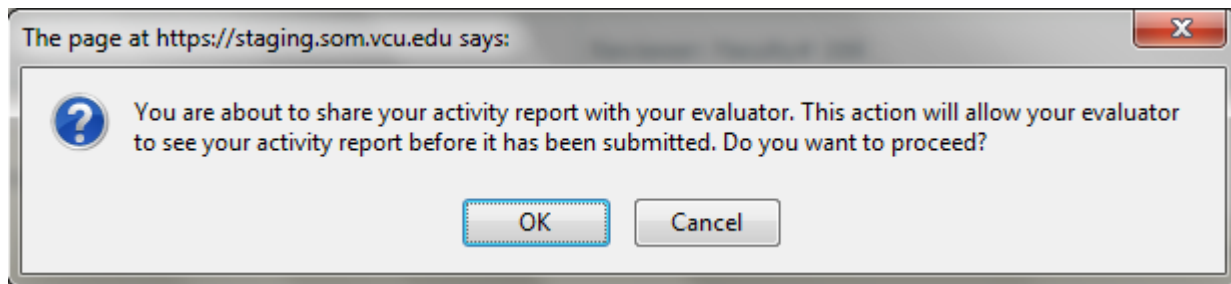 The page at https://staging.som.vcu.edu says:
You are about to share your activity report with your evaluator. This action will allow your evaluator
to see your activity report before it has been submitted. Do you want to proceed?
OK
Cancel